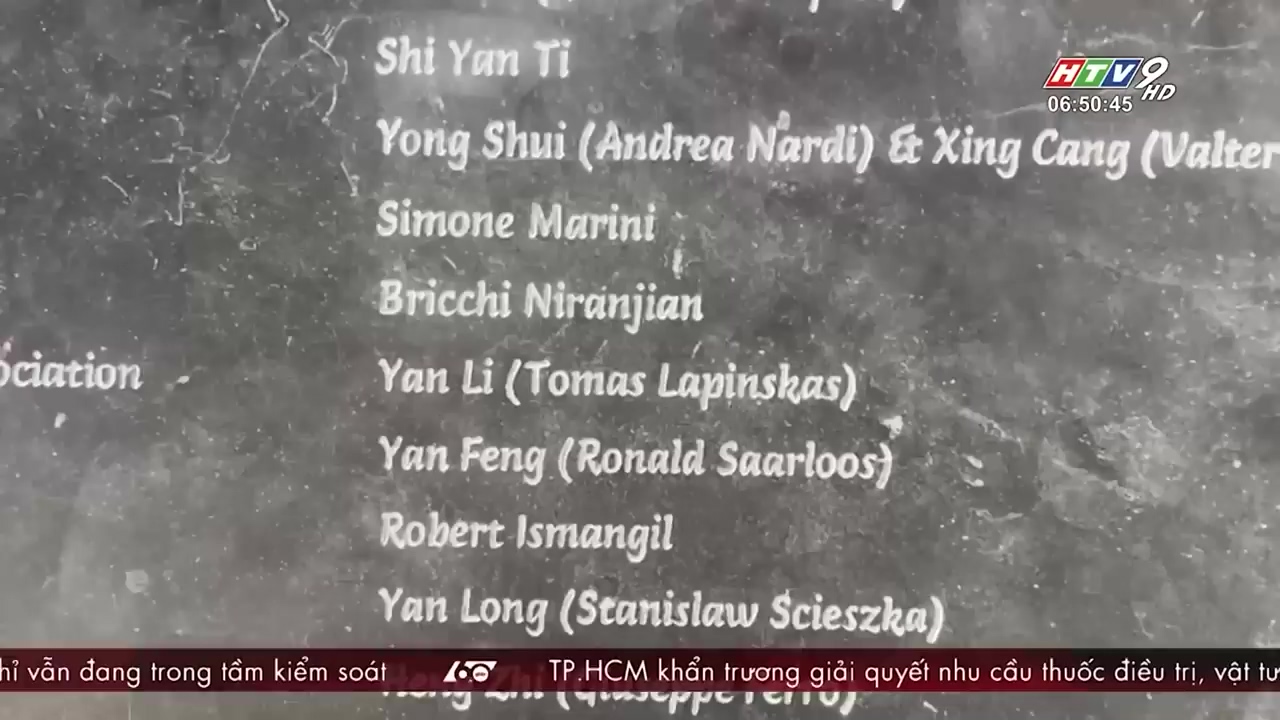 Shi Yan Ti
HTV9 HD
06:50:45
Yong Shui (Andrea Nardi) & Xing Cang (Valter
Simone Marini
Bricchi Niranjian
ociation
Yan Li (Tomas Lapinskas)
Yan Feng (Ronald Saarloos)
Robert Ismangil
Yan Long (Stanislaw Scieszka)
hỉ vẫn đang trong tầm kiểm soát 60 TP.HCM khẩn trương giải quyết nhu cầu thuốc điều trị, vật tư
Heng Zhi (Giuseppe Ferro)